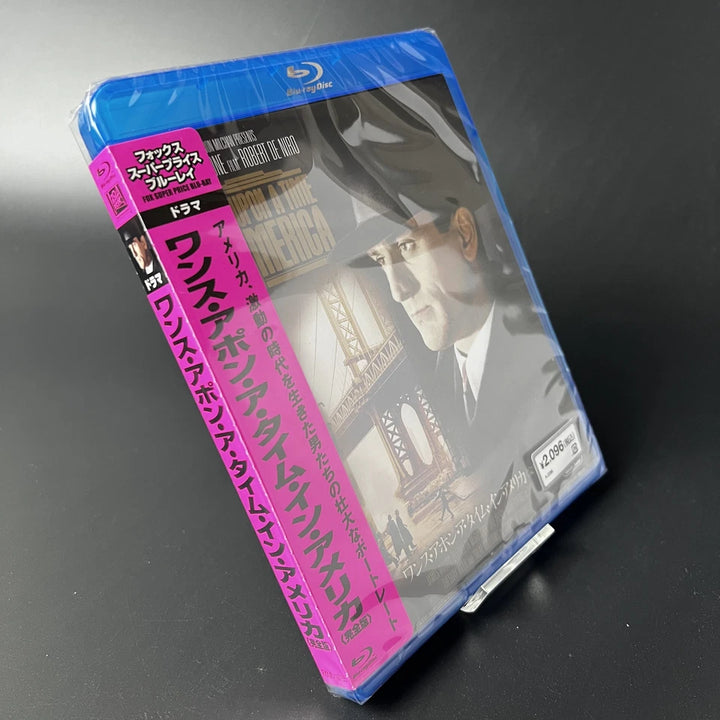 Blu-ray Disc
フォックス
スーパープライス
ブルーレイ
FOX SUPER PRICE BLU-RAY
ドラマ
ワンス・アポン・ア・タイム・イン・アメリカ
(完全版)
アメリカ、激動の時代を生きた男たちの壮大なポートレート
ワンス・アポン・ア・タイム・イン・アメリカ
(完全版)
ドラマ
PRESENTS
FILM ROBERT DE NIRO
UPON A TIME
AMERICA
¥2,096
ワンス・アポン・ア・タイム・イン・アメリカ